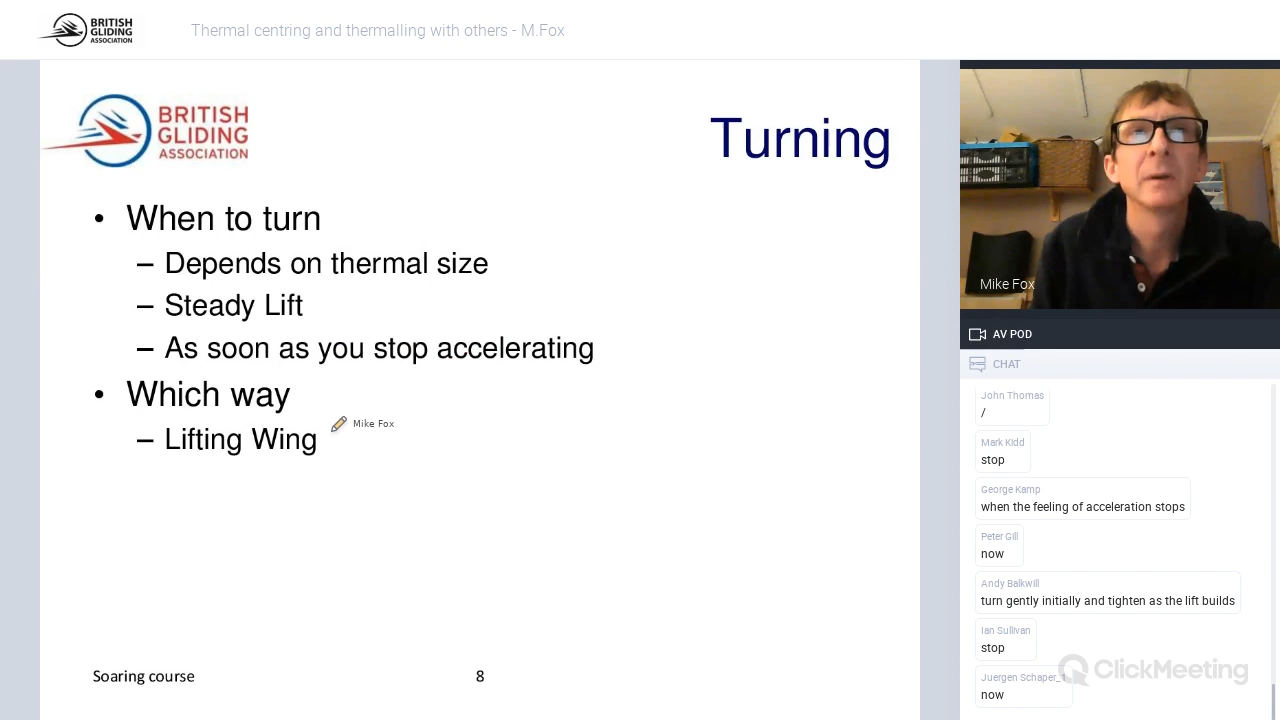 BRITISH
GLIDING
ASSOCIATION
Thermal centring and thermalling with others - M.Fox
BRITISH
GLIDING
ASSOCIATION
Turning
• When to turn
– Depends on thermal size
– Steady Lift
– As soon as you stop accelerating
• Which way
– Lifting Wing
Mike Fox
Soaring course
8
Mike Fox
AV POD
CHAT
John Thomas
/
Mark Kidd
stop
George Kamp
when the feeling of acceleration stops
Peter Gill
now
Andy Balkwill
turn gently initially and tighten as the lift builds
Ian Sullivan
stop
Juergen Schaper_1
now
ClickMeeting